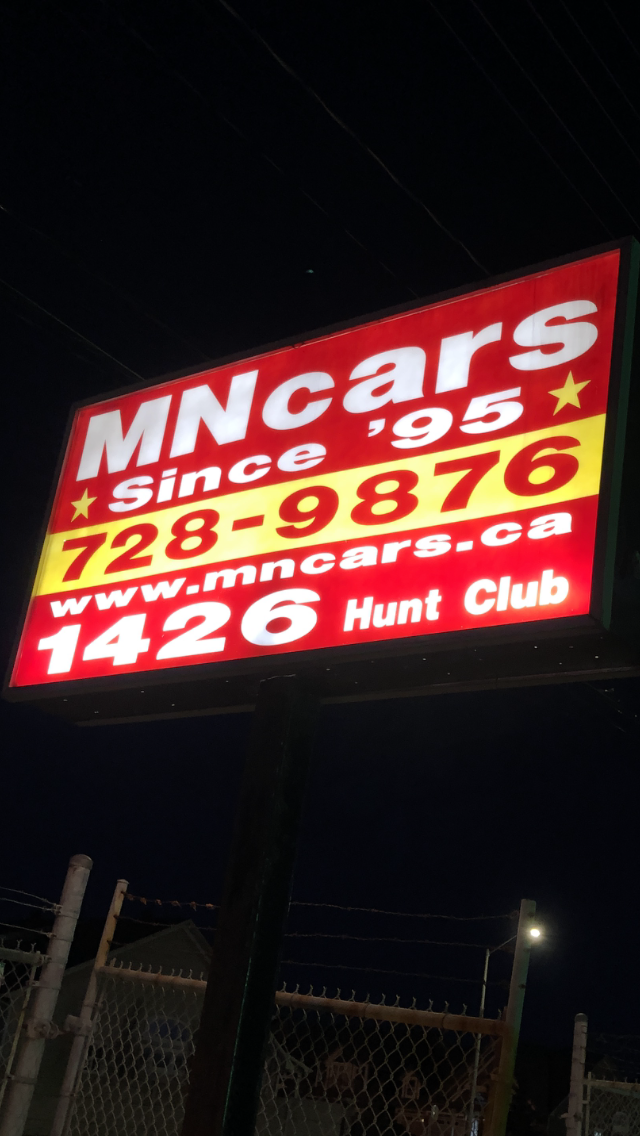 MNcars
Since '95
728-9876
www.mncars.ca
1426 Hunt Club